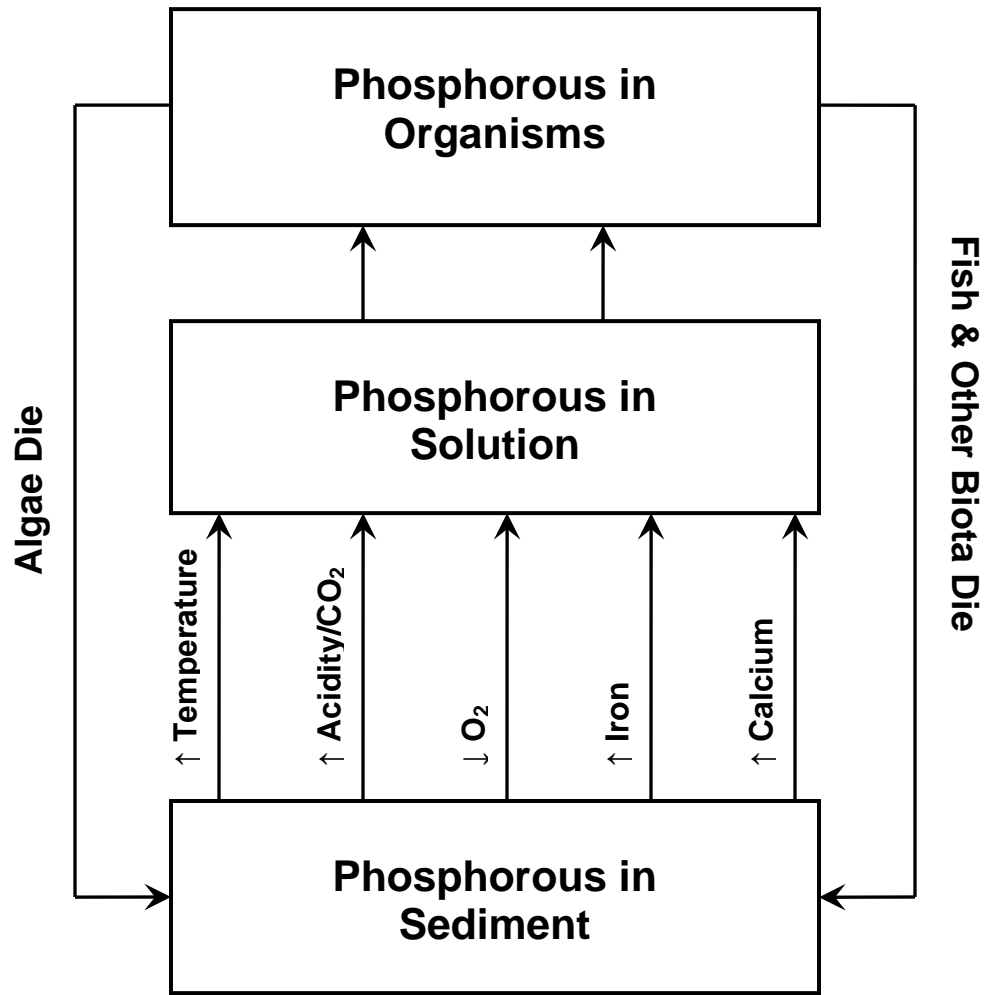 Phosphorous in
Organisms
Algae Die
Fish & Other Biota Die
Phosphorous in
Solution
↑ Temperature
↑ Acidity/CO₂
↓ O₂
↑ Iron
↑ Calcium
Phosphorous in
Sediment